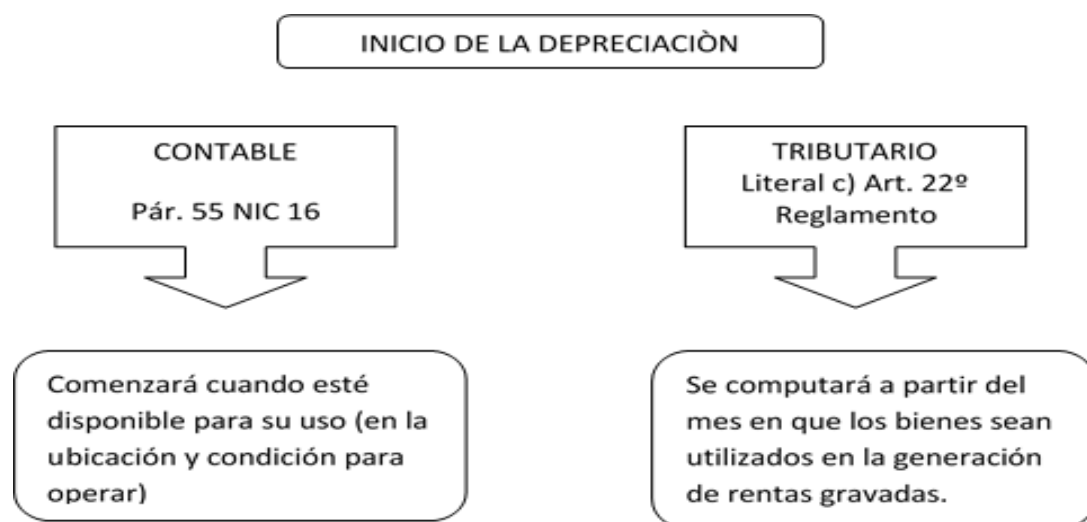 INICIO DE LA DEPRECIACIÒN
CONTABLE
Pár. 55 NIC 16
TRIBUTARIO
Literal c) Art. 22º
Reglamento
Comenzará cuando esté
disponible para su uso (en la
ubicación y condición para
operar)
Se computará a partir del
mes en que los bienes sean
utilizados en la generación
de rentas gravadas.